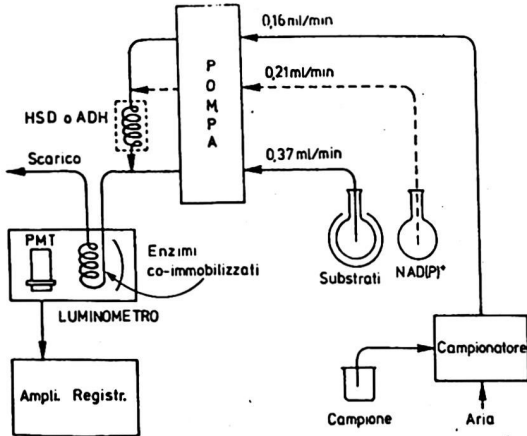 0,16 ml/min
POMPA
0,21 ml/min
HSD o ADH
0,37 ml/min
Scarico
PMT
Enzimi
co-immobilizzati
Substrati
NAD(P)⁺
LUMINOMETRO
Campionatore
Ampli. Registr.
Campione
Aria